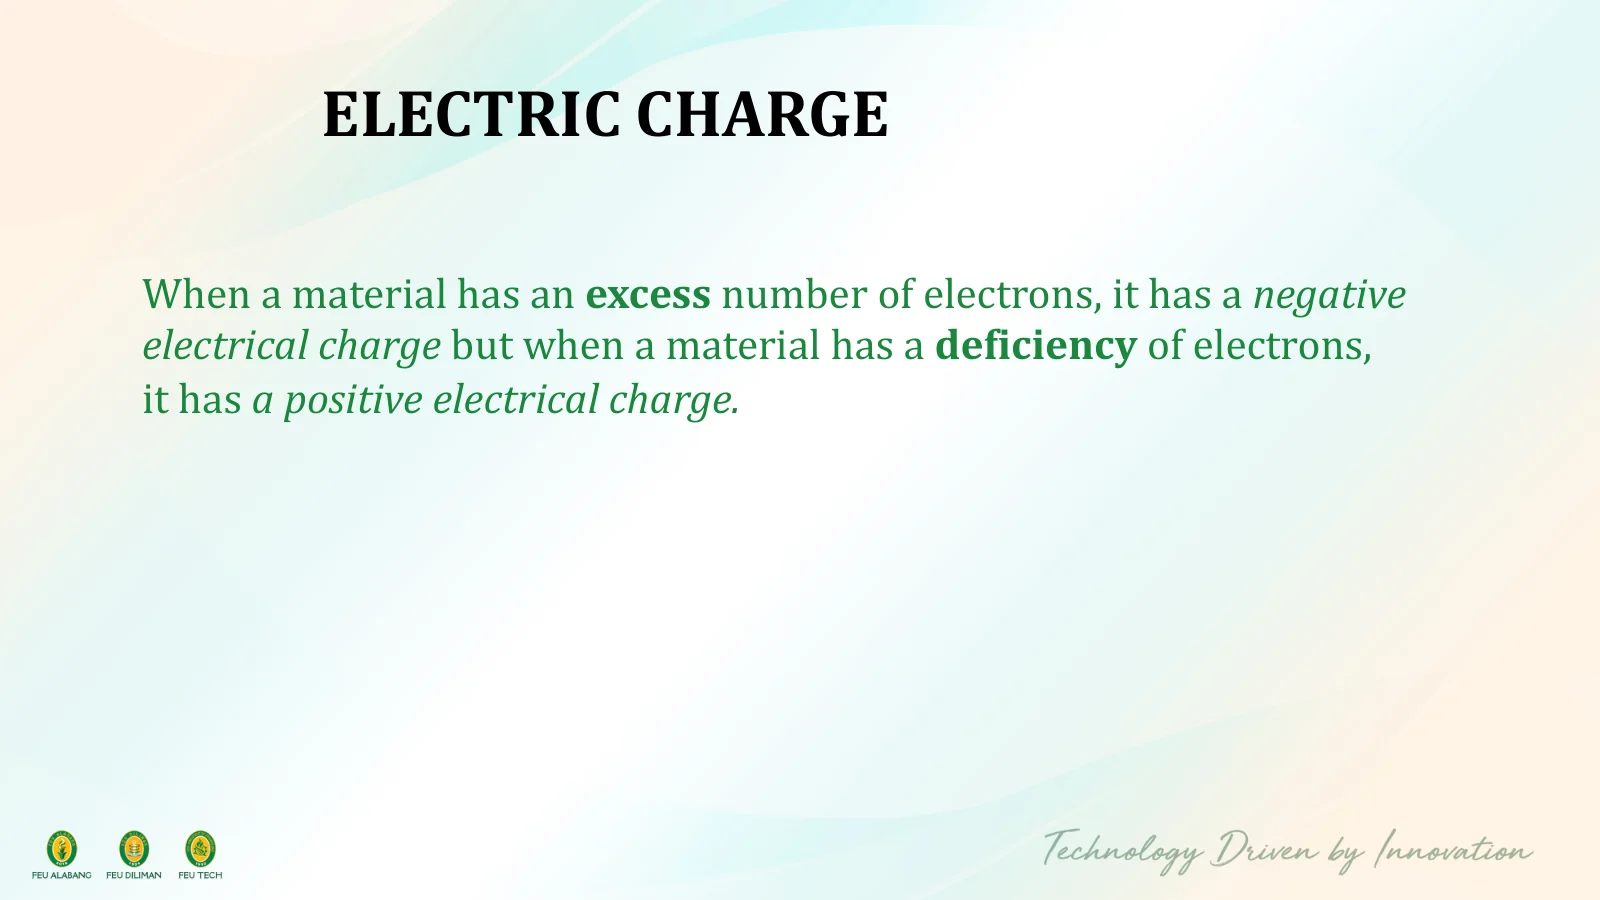 ELECTRIC CHARGE
When a material has an excess number of electrons, it has a negative
electrical charge but when a material has a deficiency of electrons,
it has a positive electrical charge.
FEU ALABANG FEU DILIMAN FEU TECH
Technology Driven by Innovation